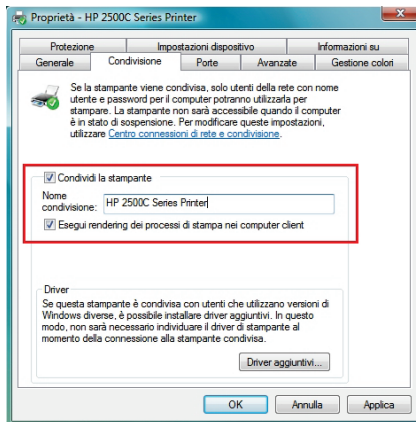 Proprietà - HP 2500C Series Printer
Protezione Impostazioni dispositivo Informazioni su
Generale Condivisione Porte Avanzate Gestione colori
Se la stampante viene condivisa, solo utenti della rete con nome
utente e password per il computer potranno utilizzarla per
stampare. La stampante non sarà accessibile quando il computer
è in stato di sospensione. Per modificare queste impostazioni,
utilizzare Centro connessioni di rete e condivisione.
Condividi la stampante
Nome
condivisione: HP 2500C Series Printer
Esegui rendering dei processi di stampa nei computer client
Driver
Se questa stampante è condivisa con utenti che utilizzano versioni di
Windows diverse, è possibile installare driver aggiuntivi. In questo
modo, non sarà necessario individuare il driver di stampante al
momento della connessione alla stampante condivisa.
Driver aggiuntivi...
OK Annulla Applica